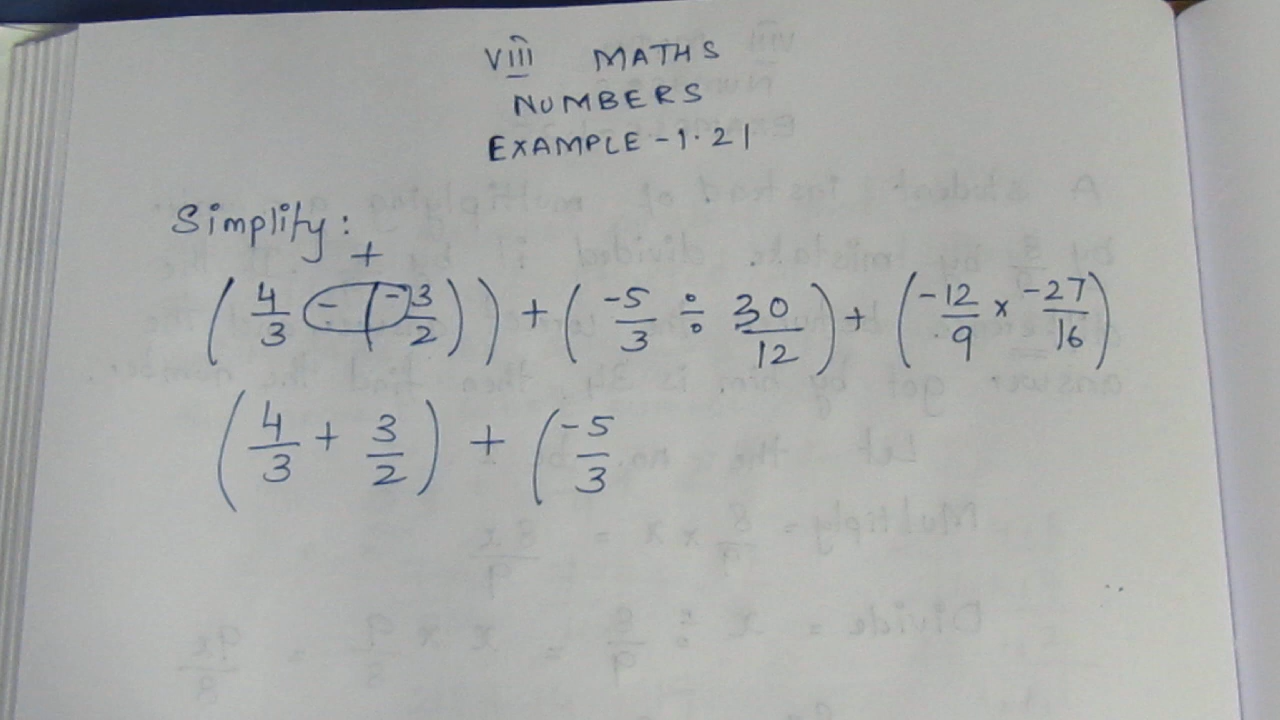 VIII MATHS
NUMBERS
EXAMPLE - 1.21
Simplify:
+
(4/3 - (-3/2)) + (-5/3 ÷ 30/12) + (-12/9 × -27/16)
(4/3 + 3/2) + (-5/3